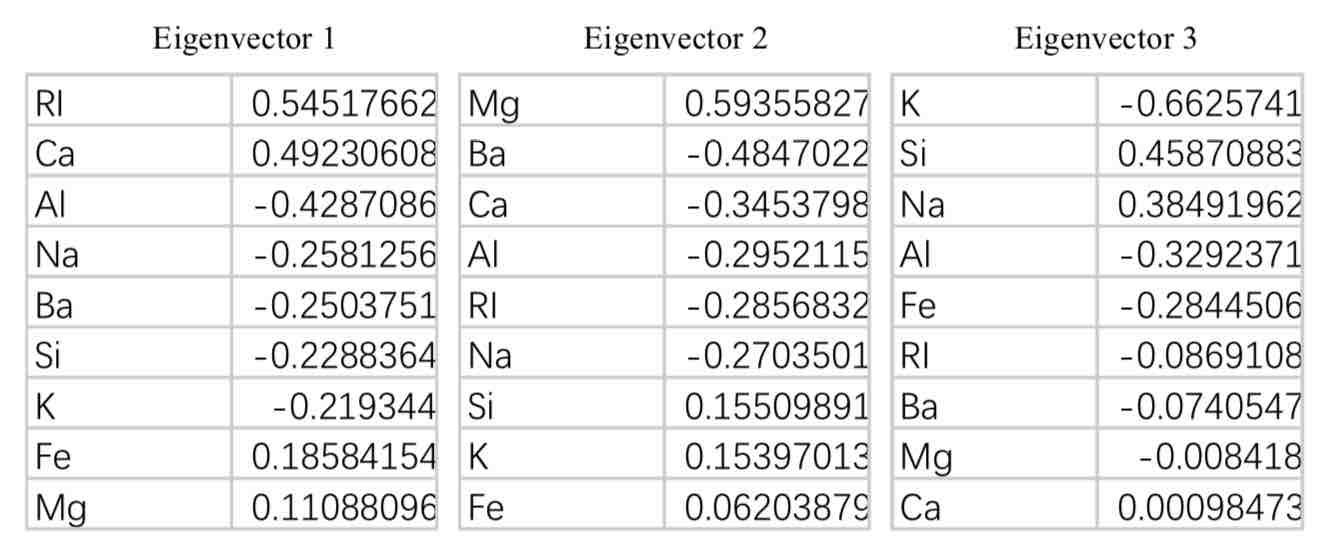 Eigenvector 1 Eigenvector 2 Eigenvector 3
RI 0.54517662 Mg 0.59355827 K -0.6625741
Ca 0.49230608 Ba -0.4847022 Si 0.45870883
Al -0.4287086 Ca -0.3453798 Na 0.38491962
Na -0.2581256 Al -0.2952115 Al -0.3292371
Ba -0.2503751 RI -0.2856832 Fe -0.2844506
Si -0.2288364 Na -0.2703501 RI -0.0869108
K -0.219344 Si 0.15509891 Ba -0.0740547
Fe 0.18584154 K 0.15397013 Mg -0.008418
Mg 0.11088096 Fe 0.06203879 Ca 0.00098473